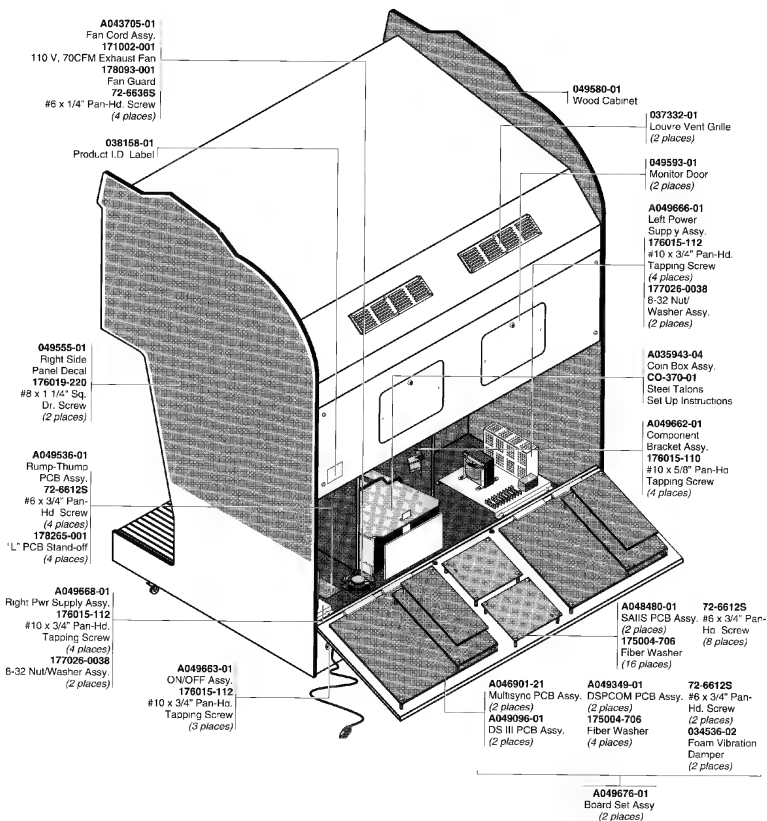 A043705-01
Fan Cord Assy.
171002-001
110 V, 70CFM Exhaust Fan
178093-001
Fan Guard
72-6636S
#6 x 1/4" Pan-Hd. Screw
(4 places)
038158-01
Product I.D Label
049580-01
Wood Cabinet
037332-01
Louvre Vent Grille
(2 places)
049593-01
Monitor Door
(2 places)
A049666-01
Left Power
Supp y Assy.
176015-112
#10 x 3/4" Pan-Hd.
Tapping Screw
(4 places)
177026-0038
8-32 Nut/
Washer Assy.
(2 places)
049555-01
Right Side
Panel Decal
176019-220
#8 x 1 1/4" Sq.
Dr. Screw
(2 places)
A035943-04
Coin Box Assy.
CO-370-01
Steel Talons
Set Up Instructions
A049662-01
Component
Bracket Assy.
176015-110
#10 x 5/8" Pan-Hd
Tapping Screw
(4 places)
A049536-01
Rump-Thump
PCB Assy.
72-6612S
#6 x 3/4" Pan-
Hd Screw
(4 places)
178265-001
"L" PCB Stand-off
(4 places)
A049668-01
Right Pwr Supply Assy.
176015-112
#10 x 3/4" Pan-Hd.
Tapping Screw
(4 places)
177026-0038
8-32 Nut/Washer Assy.
(2 places)
A049663-01
ON/OFF Assy.
176015-112
#10 x 3/4" Pan-Hd.
Tapping Screw
(3 places)
A048480-01
SAIIS PCB Assy.
(2 places)
175004-706
Fiber Washer
(16 places)
72-6612S
#6 x 3/4" Pan-
Hd Screw
(8 places)
A046901-21
Multisync PCB Assy.
(2 places)
A049096-01
DS III PCB Assy.
(2 places)
A049349-01
DSPCOM PCB Assy.
(2 places)
175004-706
Fiber Washer
(4 places)
72-6612S
#6 x 3/4" Pan-
Hd. Screw
(2 places)
034536-02
Foam Vibration
Damper
(2 places)
A049676-01
Board Set Assy
(2 places)